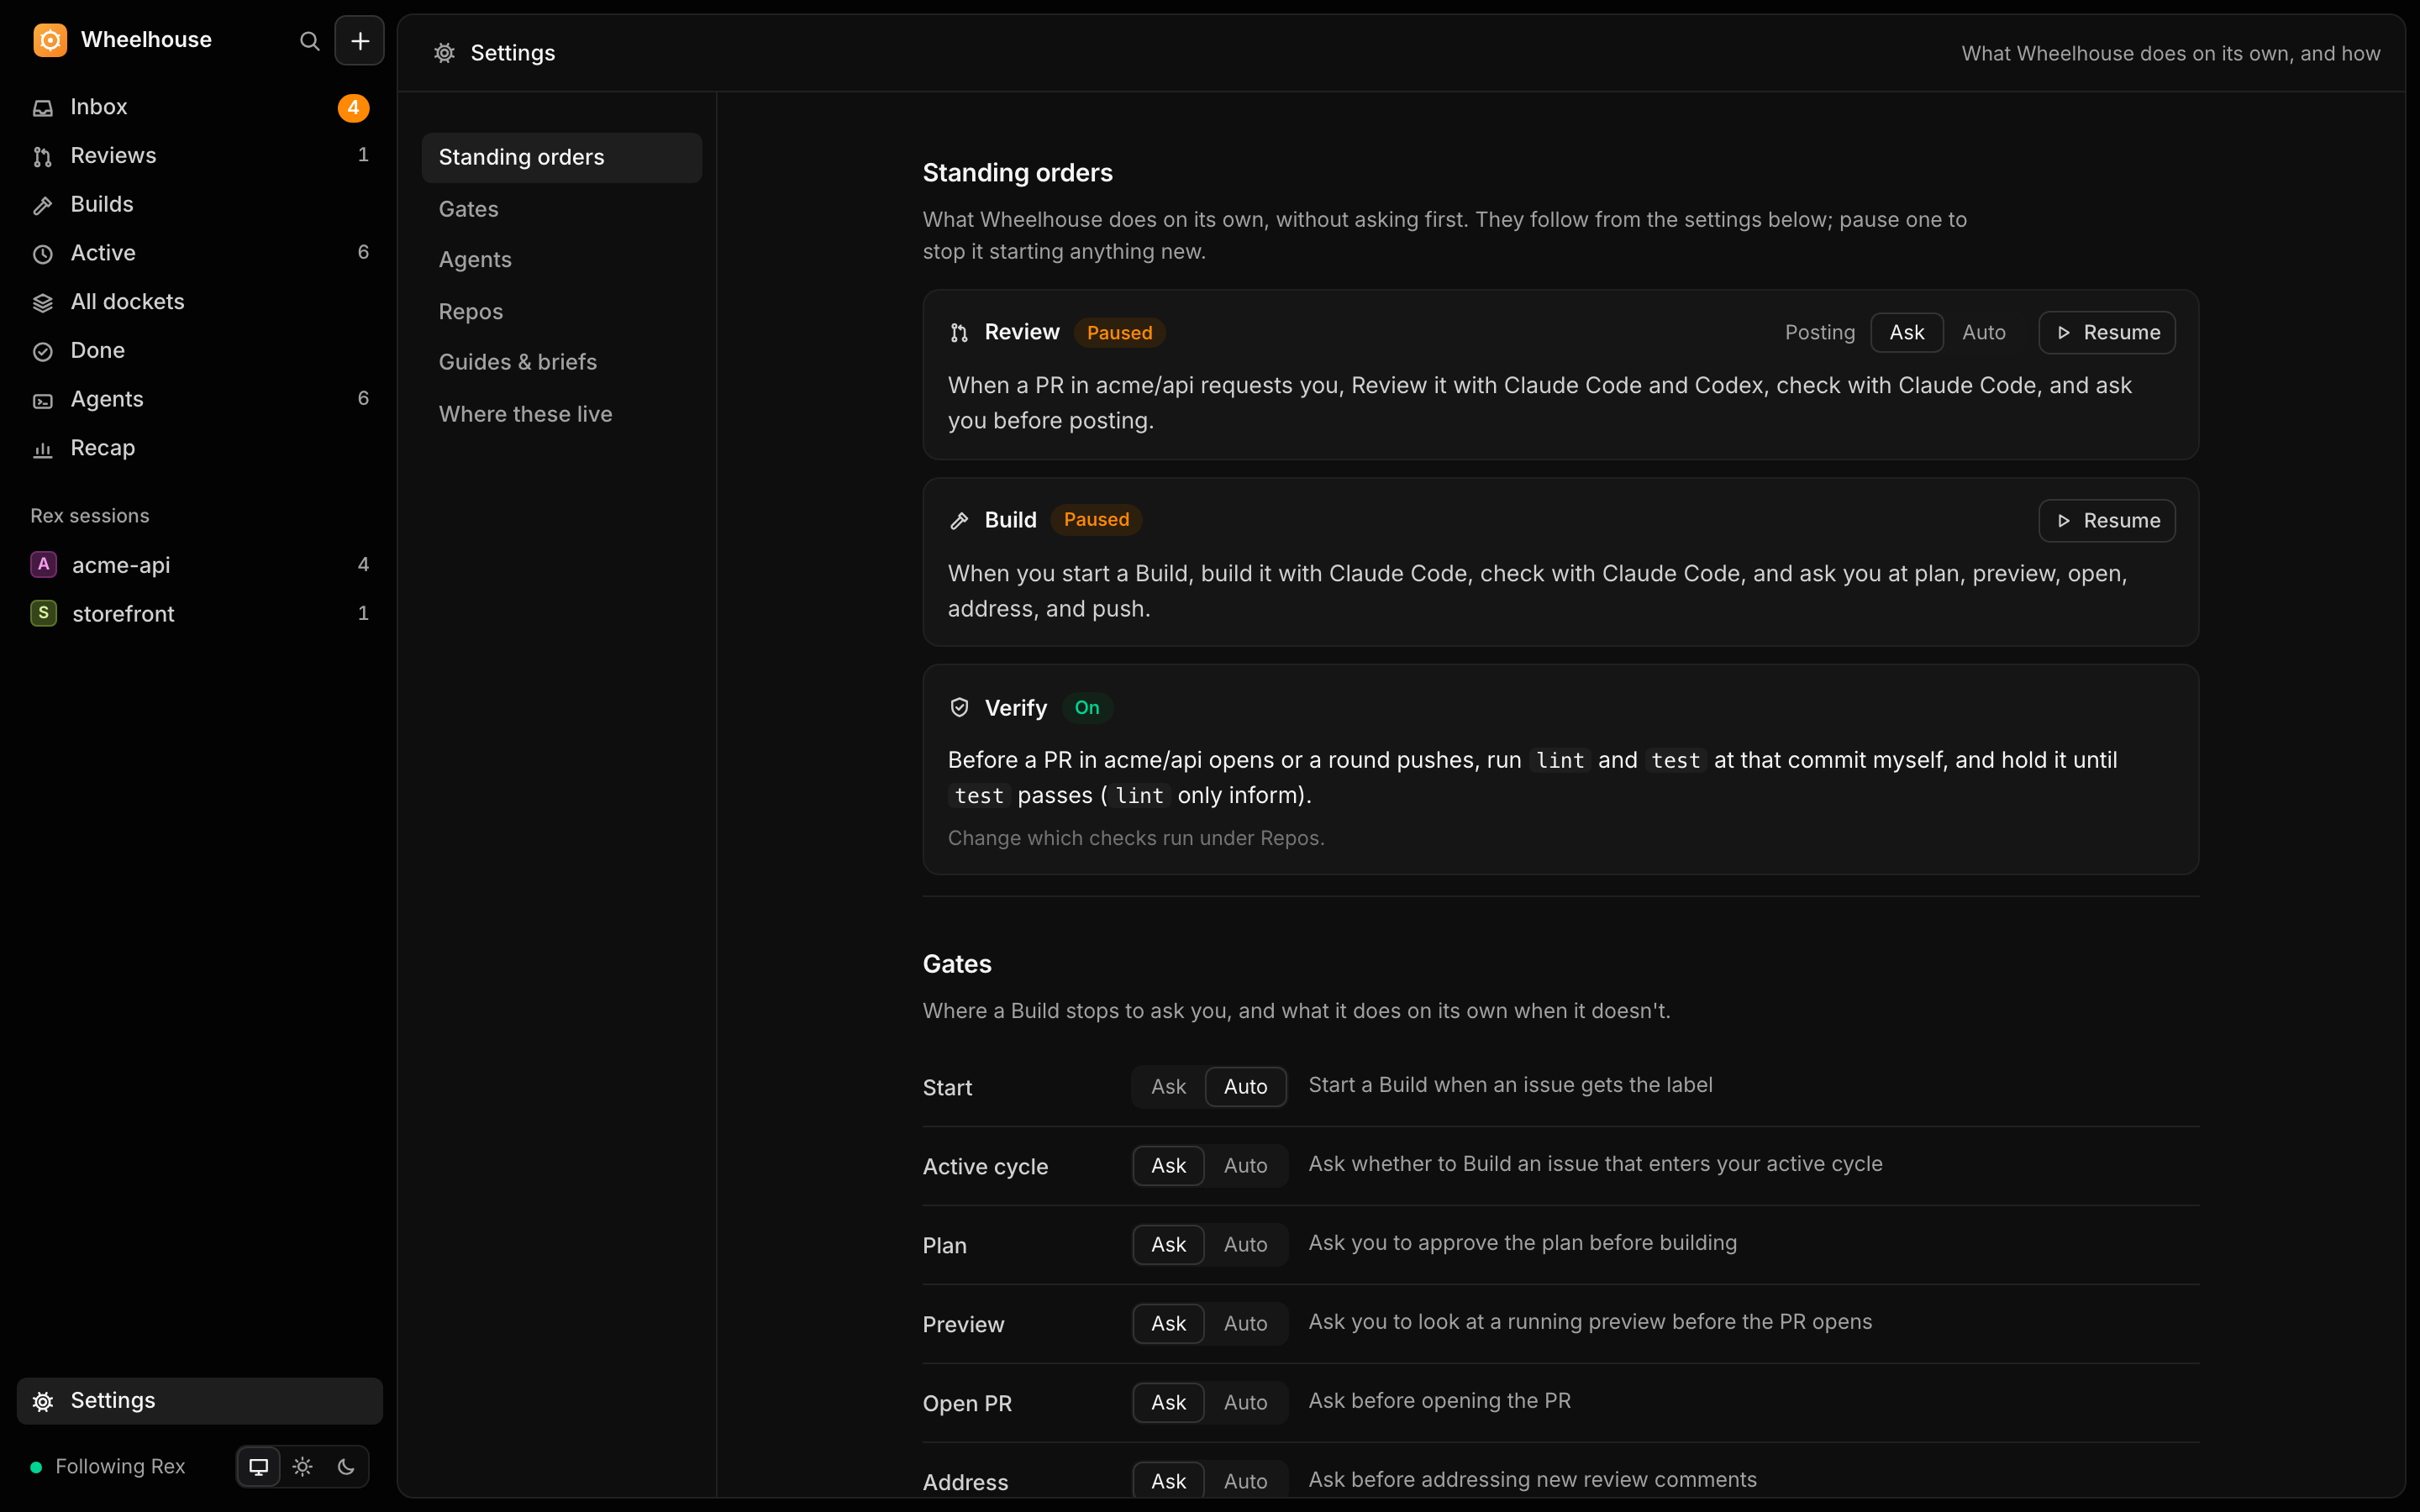 Wheelhouse
Inbox 4
Reviews 1
Builds
Active 6
All dockets
Done
Agents 6
Recap
Rex sessions
A acme-api 4
S storefront 1
Settings
Following Rex
Settings
What Wheelhouse does on its own, and how
Standing orders
Gates
Agents
Repos
Guides & briefs
Where these live
Standing orders
What Wheelhouse does on its own, without asking first. They follow from the settings below; pause one to
stop it starting anything new.
Review Paused Posting Ask Auto Resume
When a PR in acme/api requests you, Review it with Claude Code and Codex, check with Claude Code, and ask
you before posting.
Build Paused Resume
When you start a Build, build it with Claude Code, check with Claude Code, and ask you at plan, preview, open,
address, and push.
Verify On
Before a PR in acme/api opens or a round pushes, run lint and test at that commit myself, and hold it until
test passes ( lint only inform).
Change which checks run under Repos.
Gates
Where a Build stops to ask you, and what it does on its own when it doesn't.
Start Ask Auto Start a Build when an issue gets the label
Active cycle Ask Auto Ask whether to Build an issue that enters your active cycle
Plan Ask Auto Ask you to approve the plan before building
Preview Ask Auto Ask you to look at a running preview before the PR opens
Open PR Ask Auto Ask before opening the PR
Address Ask Auto Ask before addressing new review comments